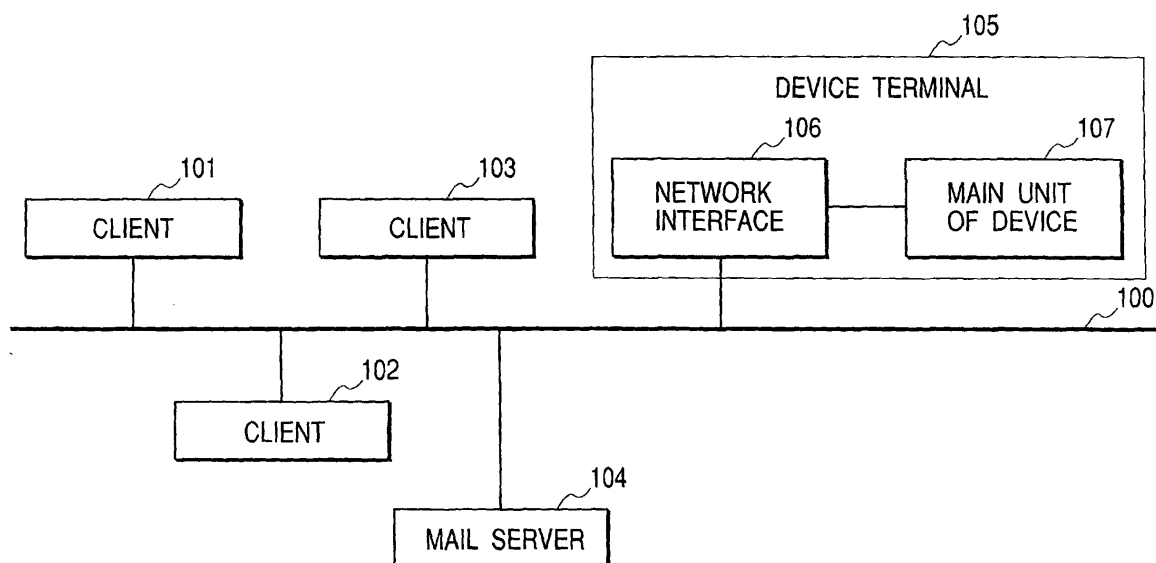 105
DEVICE TERMINAL
106
107
101
103
NETWORK
INTERFACE
MAIN UNIT
OF DEVICE
CLIENT
CLIENT
100
102
CLIENT
104
MAIL SERVER